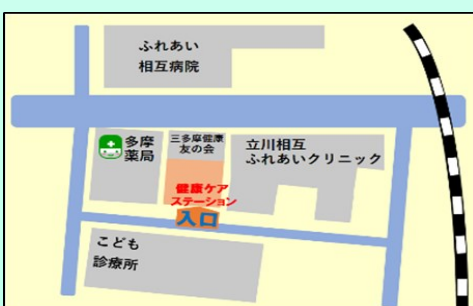 ふれあい
相互病院
多摩
薬局
三多摩健康
友の会
立川相互
ふれあいクリニック
健康ケア
ステーション
入口
こども
診療所